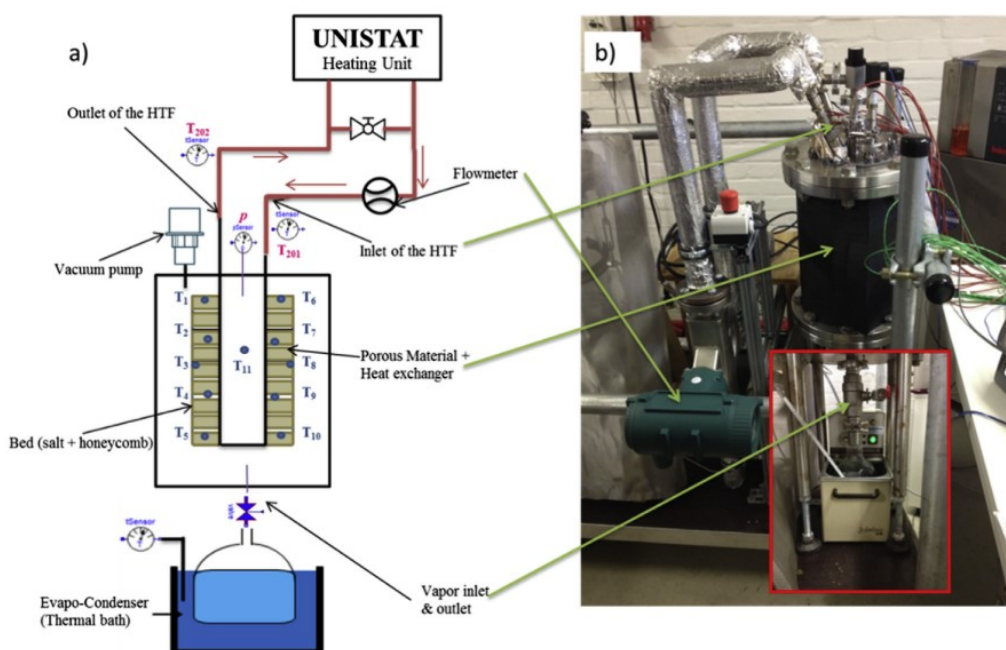 a)
UNISTAT
Heating Unit
b)
Outlet of the HTF
T202
tSensor
Flowmeter
p
pSensor
tSensor
T201
Inlet of the HTF
Vacuum pump
T1
T6
T2
T7
T3
T11
T8
Porous Material +
Heat exchanger
T4
T9
Bed (salt + honeycomb)
T5
T10
tSensor
Vapor inlet
& outlet
Evapo-Condenser
(Thermal bath)